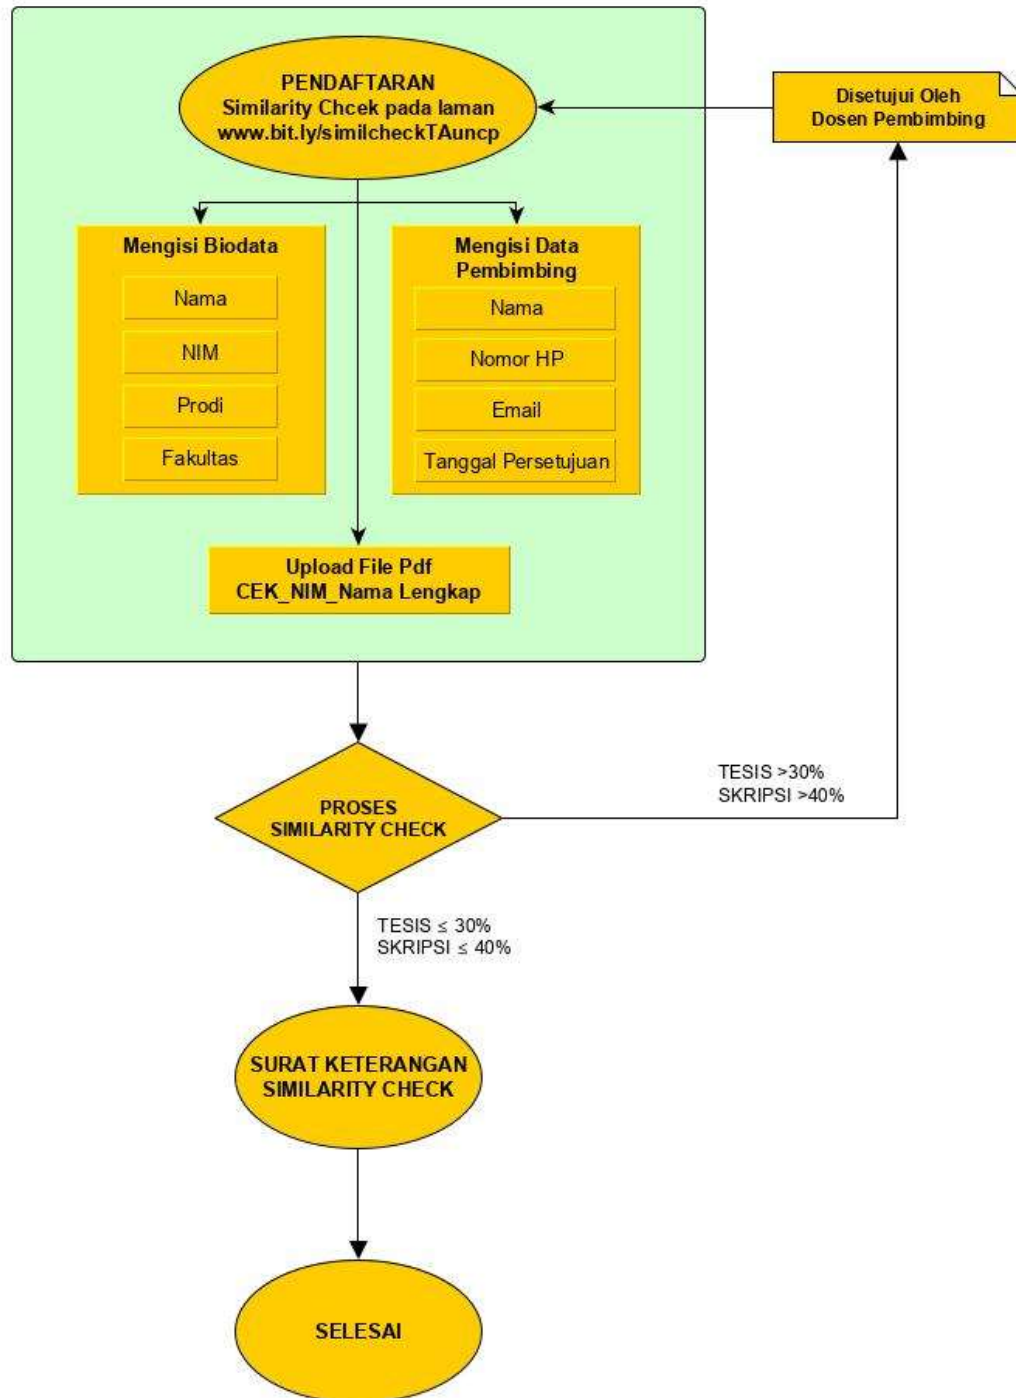 PENDAFTARAN
Similarity Chcek pada laman
www.bit.ly/similcheckTAuncp
Disetujui Oleh
Dosen Pembimbing
Mengisi Biodata
Nama
NIM
Prodi
Fakultas
Mengisi Data
Pembimbing
Nama
Nomor HP
Email
Tanggal Persetujuan
Upload File Pdf
CEK_NIM_Nama Lengkap
PROSES
SIMILARITY CHECK
TESIS >30%
SKRIPSI >40%
TESIS ≤ 30%
SKRIPSI ≤ 40%
SURAT KETERANGAN
SIMILARITY CHECK
SELESAI